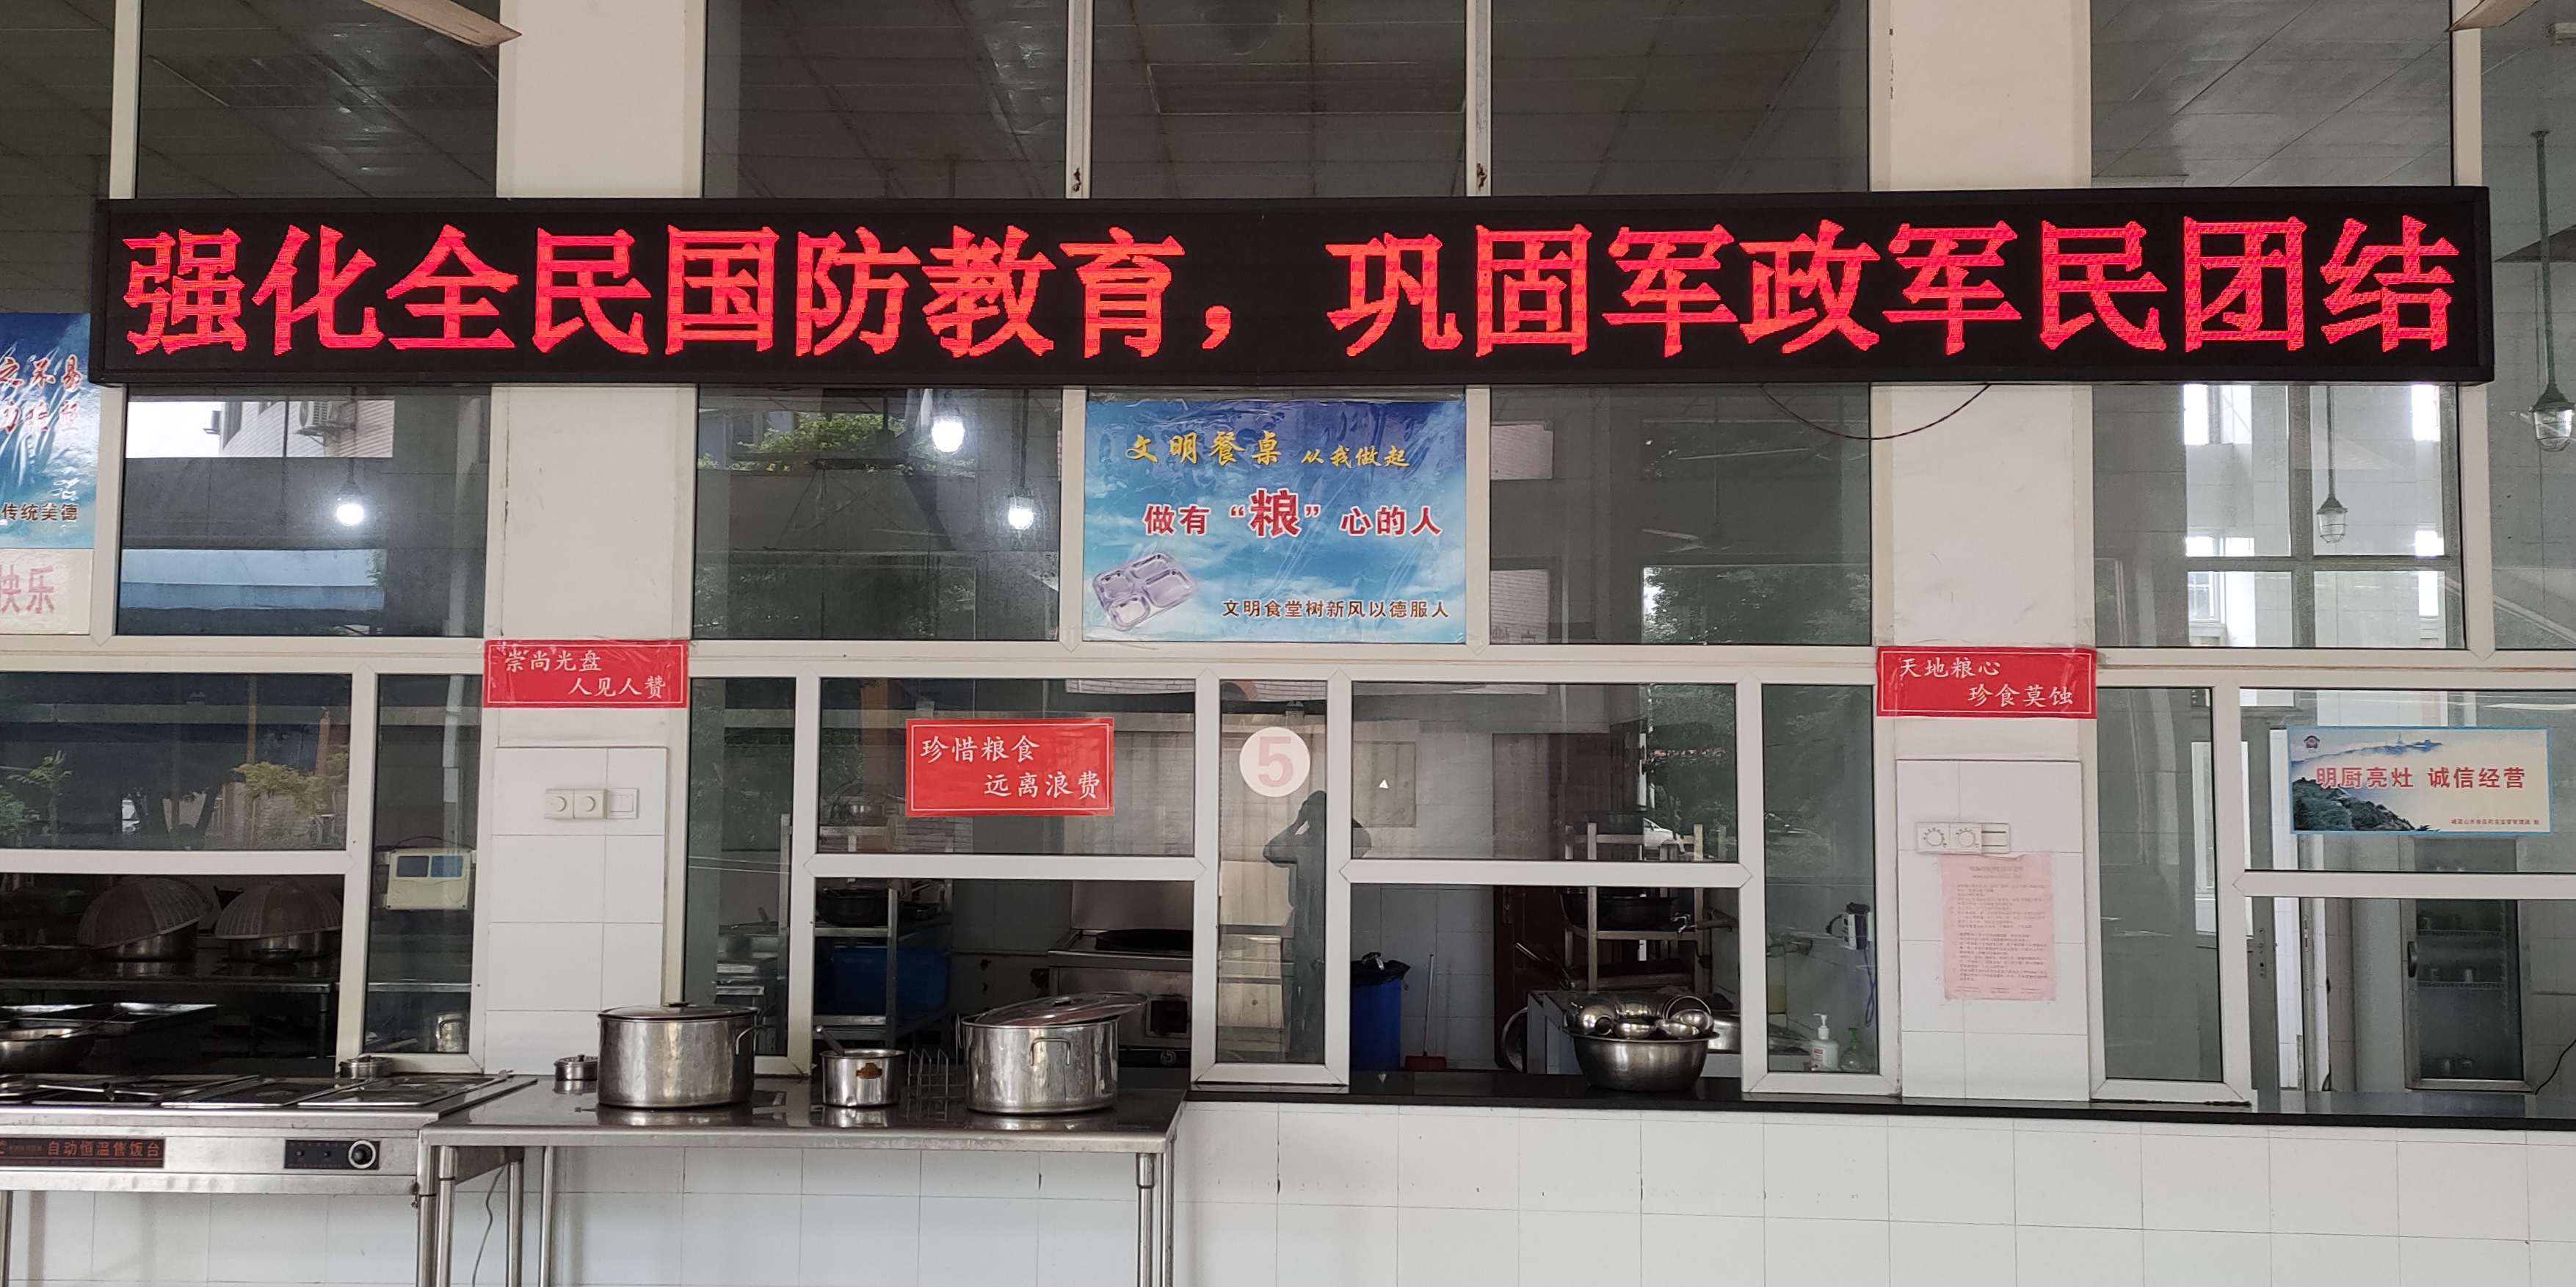 强化全民国防教育，巩固军政军民团结
传统美德
快乐
文明餐桌 从我做起
做有“粮”心的人
文明食堂树新风以德服人
崇尚光盘
人见人赞
天地粮心
珍食莫蚀
珍惜粮食
远离浪费
5
明厨亮灶 诚信经营
自动恒温售饭台